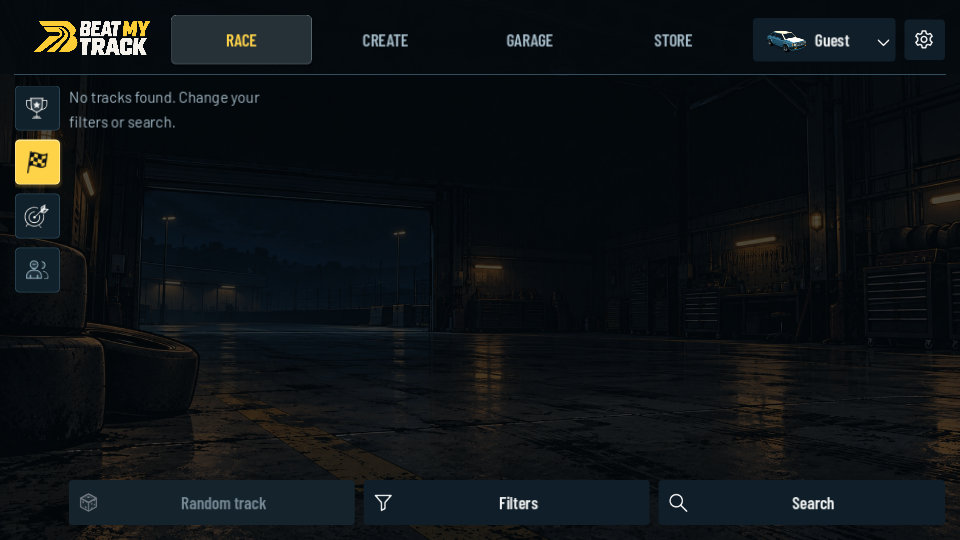 BEAT MY
TRACK
RACE
CREATE
GARAGE
STORE
Guest
No tracks found. Change your
filters or search.
Random track
Filters
Search